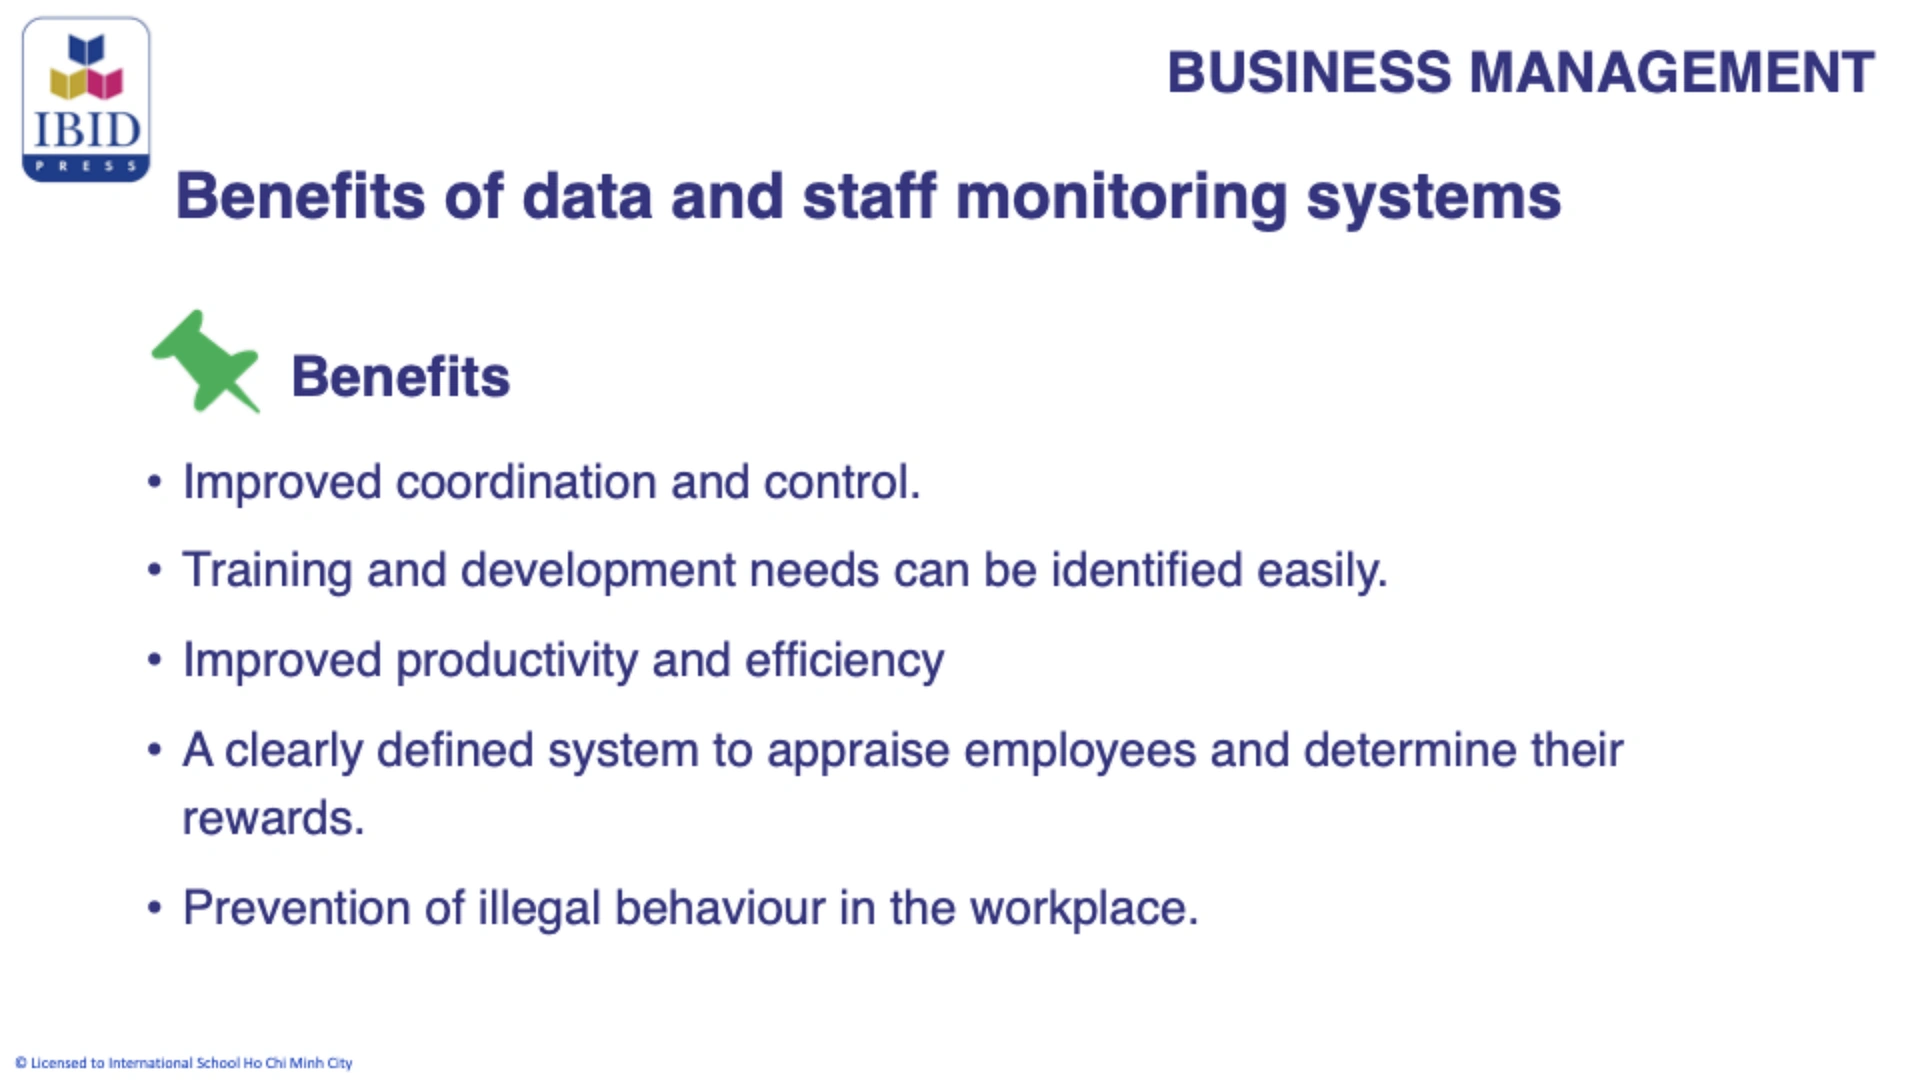 IBID
PRESS
BUSINESS MANAGEMENT
Benefits of data and staff monitoring systems
Benefits
• Improved coordination and control.
• Training and development needs can be identified easily.
• Improved productivity and efficiency
• A clearly defined system to appraise employees and determine their
rewards.
• Prevention of illegal behaviour in the workplace.
© Licensed to International School Ho Chi Minh City